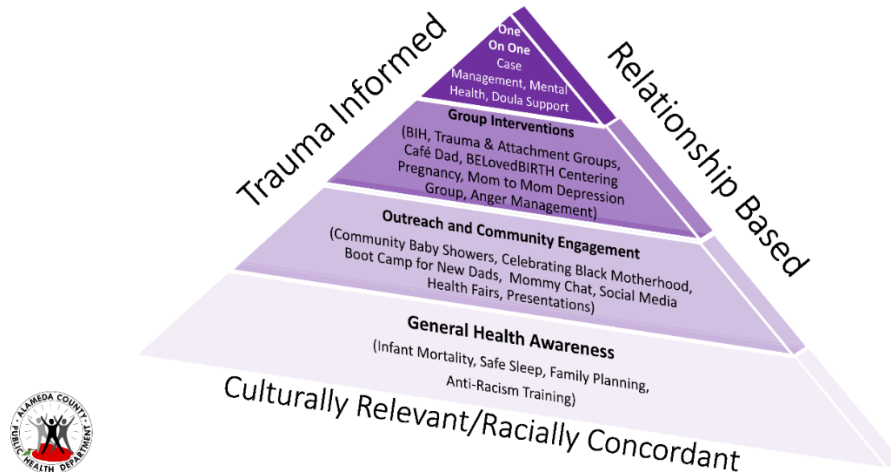 Trauma Informed
Relationship Based
One
On One
Case
Management, Mental
Health, Doula Support
Group Interventions
(BIH, Trauma & Attachment Groups,
Café Dad, BELovedBIRTH Centering
Pregnancy, Mom to Mom Depression
Group, Anger Management)
Outreach and Community Engagement
(Community Baby Showers, Celebrating Black Motherhood,
Boot Camp for New Dads, Mommy Chat, Social Media
Health Fairs, Presentations)
General Health Awareness
(Infant Mortality, Safe Sleep, Family Planning,
Anti-Racism Training)
Culturally Relevant/Racially Concordant
ALAMEDA COUNTY
PUBLIC HEALTH DEPARTMENT